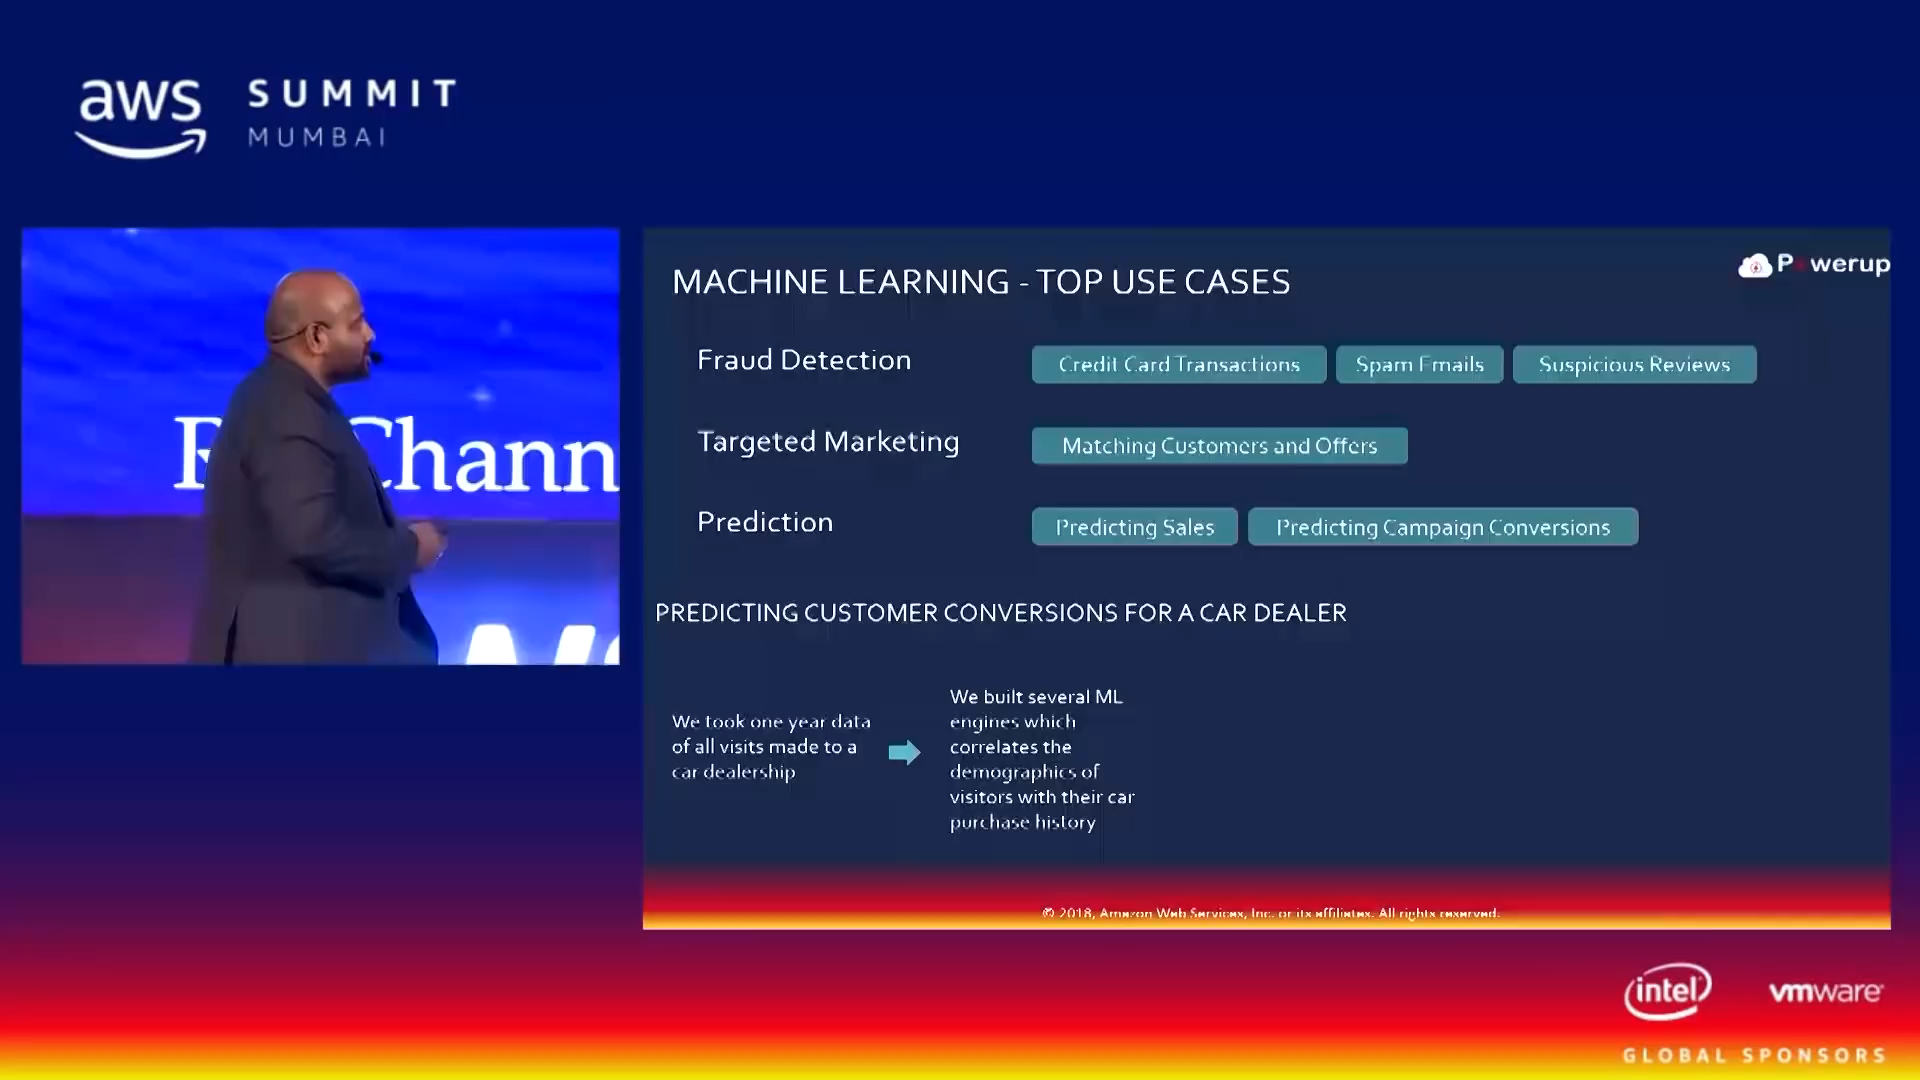 aws
SUMMIT
MUMBAI
Chann
MACHINE LEARNING - TOP USE CASES
Powerup
Fraud Detection
Credit Card Transactions
Spam Emails
Suspicious Reviews
Targeted Marketing
Matching Customers and Offers
Prediction
Predicting Sales
Predicting Campaign Conversions
PREDICTING CUSTOMER CONVERSIONS FOR A CAR DEALER
We took one year data
of all visits made to a
car dealership
We built several ML
engines which
correlates the
demographics of
visitors with their car
purchase history
© 2018, Amazon Web Services, Inc. or its affiliates. All rights reserved.
intel
vmware
GLOBAL SPONSORS